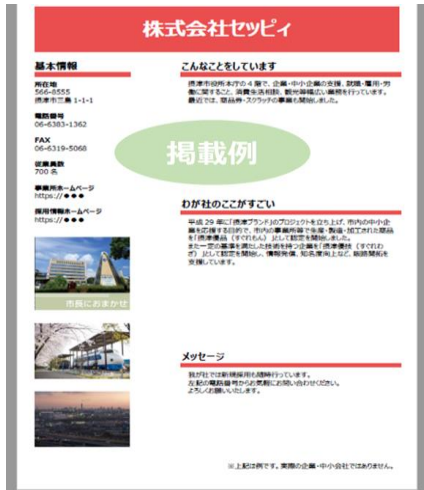 株式会社セッピィ
基本情報
所在地
566-8555
摂津市三島 1-1-1
電話番号
06-6383-1362
FAX
06-6319-5068
従業員数
700 名
事業所ホームページ
https://●●●
採用情報ホームページ
https://●●●
市長におまかせ
こんなことをしています
摂津市役所本庁の 4 階で、企業・中小企業の支援、就職・雇用・労
働に関すること、消費生活相談、観光等幅広い業務を行っています。
最近では、商品券・スクラッチの事業も開始しました。
掲載例
わが社のここがすごい
平成 29 年に「摂津ブランド」のプロジェクトを立ち上げ、市内の中小企
業を応援する目的で、市内の事業所等で生産・製造・加工された商品
を「摂津優品（すぐれもん）」として認定を開始しました。
また一定の基準を満たした技術を持つ企業を「摂津優技（すぐれわ
ざ）」として認定を開始し、情報発信、知名度向上など、販路開拓を
支援しています。
メッセージ
我が社では新規採用も随時行っています。
左記の電話番号からお気軽にお問い合わせください。
よろしくお願いいたします。
※上記は例です。実際の企業・中小会社ではありません。